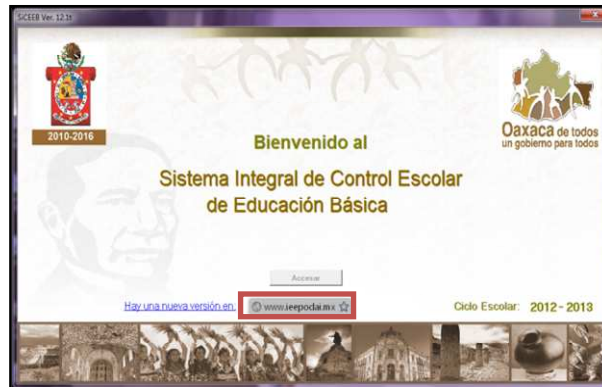 SiCEEB Ver. 12.1t
2010-2016
Oaxaca de todos
un gobierno para todos
Bienvenido al
Sistema Integral de Control Escolar
de Educación Básica
Accesar
Hay una nueva versión en:
www.ieepodai.mx
Ciclo Escolar: 2012 - 2013